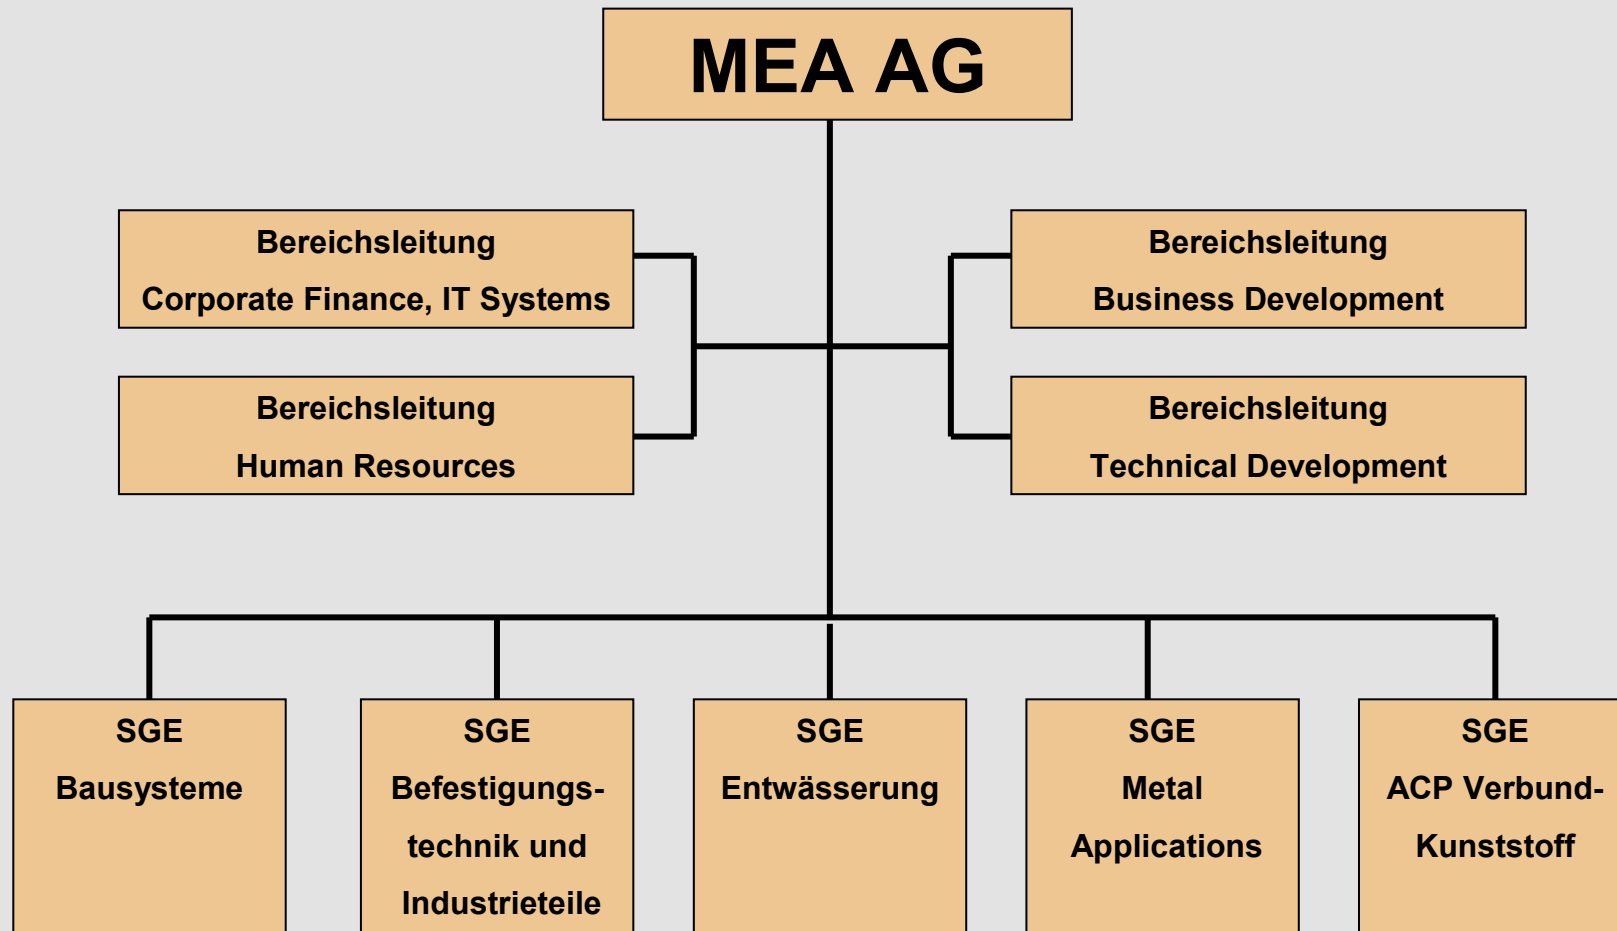 MEA AG
Bereichsleitung
Corporate Finance, IT Systems
Bereichsleitung
Business Development
Bereichsleitung
Human Resources
Bereichsleitung
Technical Development
SGE
Bausysteme
SGE
Befestigungs-
technik und
Industrieteile
SGE
Entwässerung
SGE
Metal
Applications
SGE
ACP Verbund-
Kunststoff